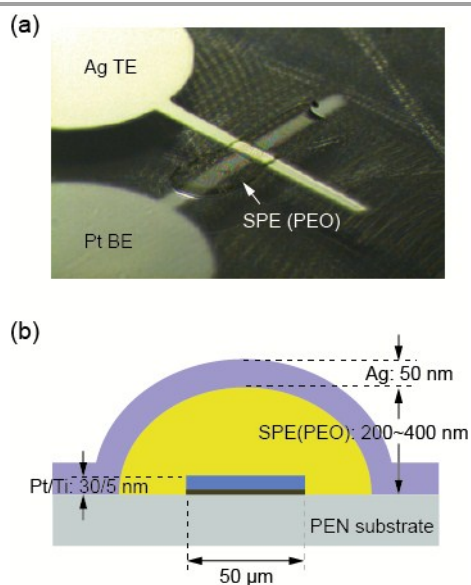 (a)
Ag TE
SPE (PEO)
Pt BE
(b)
Ag: 50 nm
SPE(PEO): 200~400 nm
Pt/Ti: 30/5 nm
PEN substrate
50 µm